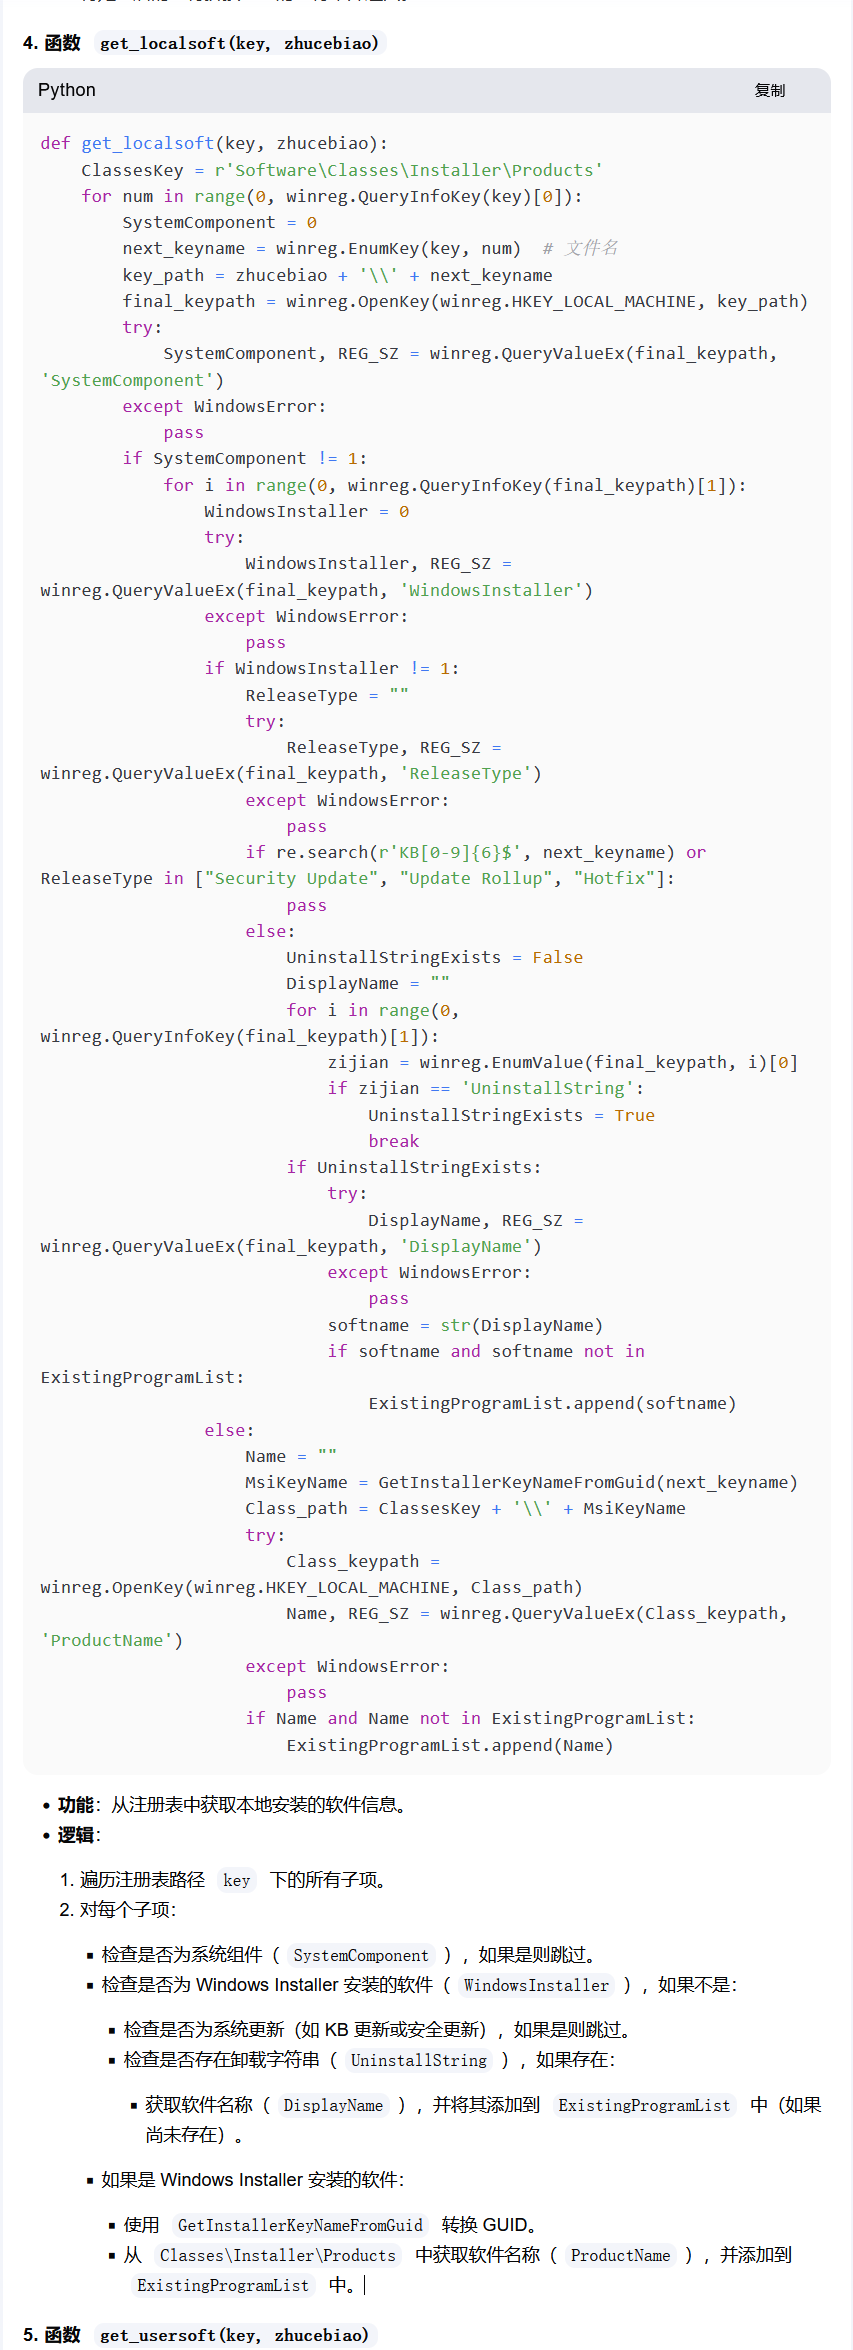 4. 函数 get_localsoft(key, zhucebiao)
Python 复制
def get_localsoft(key, zhucebiao):
    ClassesKey = r'Software\Classes\Installer\Products'
    for num in range(0, winreg.QueryInfoKey(key)[0]):
        SystemComponent = 0
        next_keyname = winreg.EnumKey(key, num)  # 文件名
        key_path = zhucebiao + '\\' + next_keyname
        final_keypath = winreg.OpenKey(winreg.HKEY_LOCAL_MACHINE, key_path)
        try:
            SystemComponent, REG_SZ = winreg.QueryValueEx(final_keypath,
'SystemComponent')
        except WindowsError:
            pass
        if SystemComponent != 1:
            for i in range(0, winreg.QueryInfoKey(final_keypath)[1]):
                WindowsInstaller = 0
                try:
                    WindowsInstaller, REG_SZ =
winreg.QueryValueEx(final_keypath, 'WindowsInstaller')
                except WindowsError:
                    pass
                if WindowsInstaller != 1:
                    ReleaseType = ""
                    try:
                        ReleaseType, REG_SZ =
winreg.QueryValueEx(final_keypath, 'ReleaseType')
                    except WindowsError:
                        pass
                    if re.search(r'KB[0-9]{6}$', next_keyname) or
ReleaseType in ["Security Update", "Update Rollup", "Hotfix"]:
                        pass
                    else:
                        UninstallStringExists = False
                        DisplayName = ""
                        for i in range(0,
winreg.QueryInfoKey(final_keypath)[1]):
                            zijian = winreg.EnumValue(final_keypath, i)[0]
                            if zijian == 'UninstallString':
                                UninstallStringExists = True
                                break
                        if UninstallStringExists:
                            try:
                                DisplayName, REG_SZ =
winreg.QueryValueEx(final_keypath, 'DisplayName')
                            except WindowsError:
                                pass
                            softname = str(DisplayName)
                            if softname and softname not in
ExistingProgramList:
                                ExistingProgramList.append(softname)
                else:
                    Name = ""
                    MsiKeyName = GetInstallerKeyNameFromGuid(next_keyname)
                    Class_path = ClassesKey + '\\' + MsiKeyName
                    try:
                        Class_keypath =
winreg.OpenKey(winreg.HKEY_LOCAL_MACHINE, Class_path)
                        Name, REG_SZ = winreg.QueryValueEx(Class_keypath,
'ProductName')
                    except WindowsError:
                        pass
                    if Name and Name not in ExistingProgramList:
                        ExistingProgramList.append(Name)
• 功能：从注册表中获取本地安装的软件信息。
• 逻辑：
1. 遍历注册表路径 key 下的所有子项。
2. 对每个子项：
▪ 检查是否为系统组件（ SystemComponent ），如果是则跳过。
▪ 检查是否为 Windows Installer 安装的软件（ WindowsInstaller ），如果不是：
▪ 检查是否为系统更新（如 KB 更新或安全更新），如果是则跳过。
▪ 检查是否存在卸载字符串（ UninstallString ），如果存在：
▪ 获取软件名称（ DisplayName ），并将其添加到 ExistingProgramList 中（如果
尚未存在）。
▪ 如果是 Windows Installer 安装的软件：
▪ 使用 GetInstallerKeyNameFromGuid 转换 GUID。
▪ 从 Classes\Installer\Products 中获取软件名称（ ProductName ），并添加到
ExistingProgramList 中。
5. 函数 get_usersoft(key, zhucebiao)